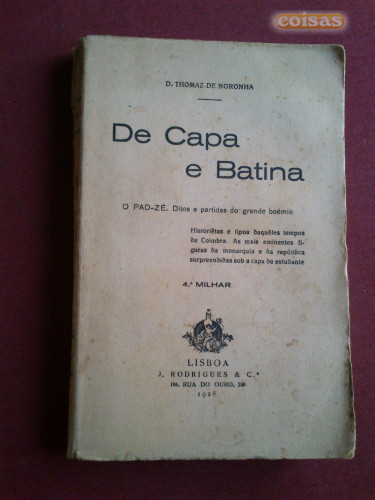 coisas
D. THOMAZ DE NORONHA
De Capa
e Batina
O PAD-ZÉ. Ditos e partidas do grande boémio
Historiêtas e tipos daquêles tempos
de Coimbra. As mais eminentes fi-
guras da monarquia e da república
surpreendidas sob a capa de estudante
4.º MILHAR
LISBOA
J. RODRIGUES & C.ª
186, RUA DO OURO, 188
1928